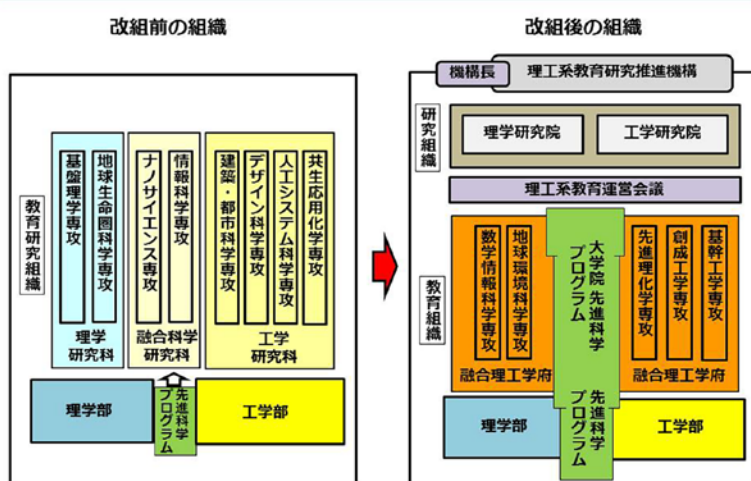 改組前の組織
教育研究組織
基盤理学専攻
地球生命圏科学専攻
理学
研究科
ナノサイエンス専攻
情報科学専攻
融合科学
研究科
建築・都市科学専攻
デザイン科学専攻
人工システム科学専攻
共生応用化学専攻
工学
研究科
理学部
先進科学
プログラム
工学部
改組後の組織
機構長
理工系教育研究推進機構
研究組織
理学研究院
工学研究院
理工系教育運営会議
教育組織
数学情報科学専攻
地球環境科学専攻
融合理工学府
大学院 先進科学
プログラム
先進理化学専攻
創成工学専攻
基幹工学専攻
融合理工学府
理学部
先進科学
プログラム
工学部